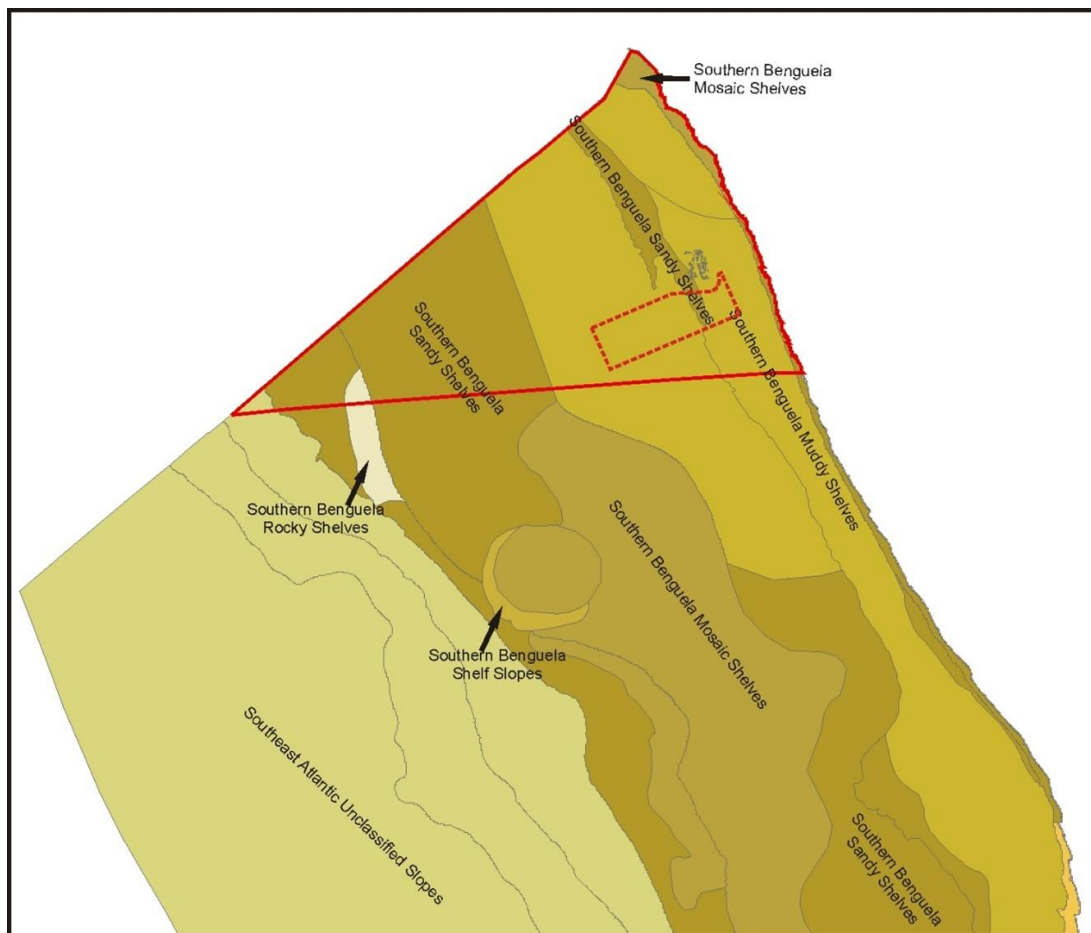 Southern Benguela
Mosaic Shelves
Southern Benguela Sandy Shelves
Southern Benguela
Sandy Shelves
Southern Benguela Muddy Shelves
Southern Benguela
Rocky Shelves
Southern Benguela Mosaic Shelves
Southern Benguela
Shelf Slopes
Southeast Atlantic Unclassified Slopes
Southern Benguela
Sandy Shelves